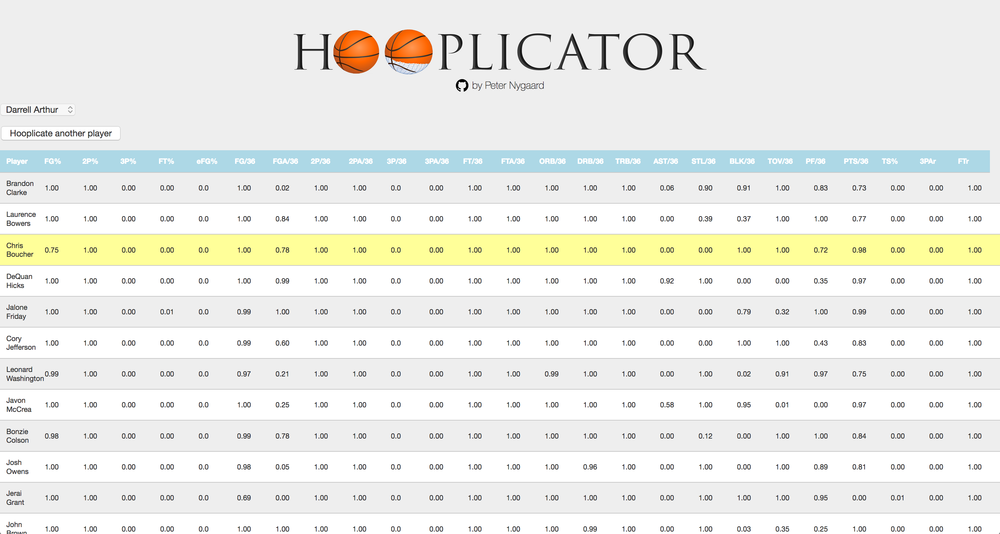 HOOPLICATOR
by Peter Nygaard
Darrell Arthur
Hooplicate another player
Player FG% 2P% 3P% FT% eFG% FG/36 FGA/36 2P/36 2PA/36 3P/36 3PA/36 FT/36 FTA/36 ORB/36 DRB/36 TRB/36 AST/36 STL/36 BLK/36 TOV/36 PF/36 PTS/36 TS% 3PAr FTr
Brandon
Clarke 1.00 1.00 0.00 0.00 0.0 1.00 0.02 1.00 1.00 0.0 0.00 1.00 1.00 1.00 1.00 1.00 0.06 0.90 0.91 1.00 0.83 0.73 0.00 0.00 1.00
Laurence
Bowers 1.00 1.00 0.00 0.00 0.0 1.00 0.84 1.00 1.00 0.0 0.00 1.00 1.00 1.00 1.00 1.00 0.00 0.39 0.37 1.00 1.00 0.77 0.00 0.00 1.00
Chris
Boucher 0.75 1.00 0.00 0.00 0.0 1.00 0.78 1.00 1.00 0.0 0.00 1.00 1.00 1.00 1.00 1.00 0.00 0.00 1.00 1.00 0.72 0.98 0.00 0.00 1.00
DeQuan
Hicks 1.00 1.00 0.00 0.00 0.0 1.00 0.99 1.00 1.00 0.0 0.00 1.00 1.00 1.00 1.00 1.00 0.92 1.00 0.00 0.00 0.35 0.97 0.00 0.00 1.00
Jalone
Friday 1.00 1.00 0.00 0.01 0.0 0.99 1.00 1.00 1.00 0.0 0.00 1.00 1.00 1.00 1.00 1.00 0.00 0.00 0.79 0.32 1.00 0.99 0.00 0.00 1.00
Cory
Jefferson 1.00 1.00 0.00 0.00 0.0 0.99 0.60 1.00 1.00 0.0 0.00 1.00 1.00 1.00 1.00 1.00 0.00 0.00 1.00 1.00 0.43 0.83 0.00 0.00 1.00
Leonard
Washington 0.99 1.00 0.00 0.00 0.0 0.97 0.21 1.00 1.00 0.0 0.00 1.00 1.00 0.99 1.00 1.00 0.00 1.00 0.02 0.91 0.97 0.75 0.00 0.00 1.00
Javon
McCrea 1.00 1.00 0.00 0.00 0.0 1.00 0.25 1.00 1.00 0.0 0.00 1.00 1.00 1.00 1.00 1.00 0.58 1.00 0.95 0.01 0.00 0.97 0.00 0.00 1.00
Bonzie
Colson 0.98 1.00 0.00 0.00 0.0 0.99 0.78 1.00 1.00 0.0 0.00 1.00 1.00 1.00 1.00 1.00 0.00 0.12 0.00 1.00 1.00 0.84 0.00 0.00 1.00
Josh
Owens 1.00 1.00 0.00 0.00 0.0 0.98 0.05 1.00 1.00 0.0 0.00 1.00 1.00 1.00 0.96 1.00 0.00 1.00 0.00 1.00 0.89 0.81 0.00 0.00 1.00
Jerai
Grant 1.00 1.00 0.00 0.00 0.0 0.69 0.00 1.00 1.00 0.0 0.00 1.00 1.00 1.00 1.00 1.00 0.00 1.00 1.00 1.00 0.95 0.00 0.01 0.00 1.00
John
Brown 1.00 1.00 0.00 0.00 0.0 1.00 1.00 1.00 1.00 0.0 0.00 1.00 1.00 1.00 0.99 1.00 0.00 1.00 0.03 0.35 0.25 1.00 0.00 0.00 1.00